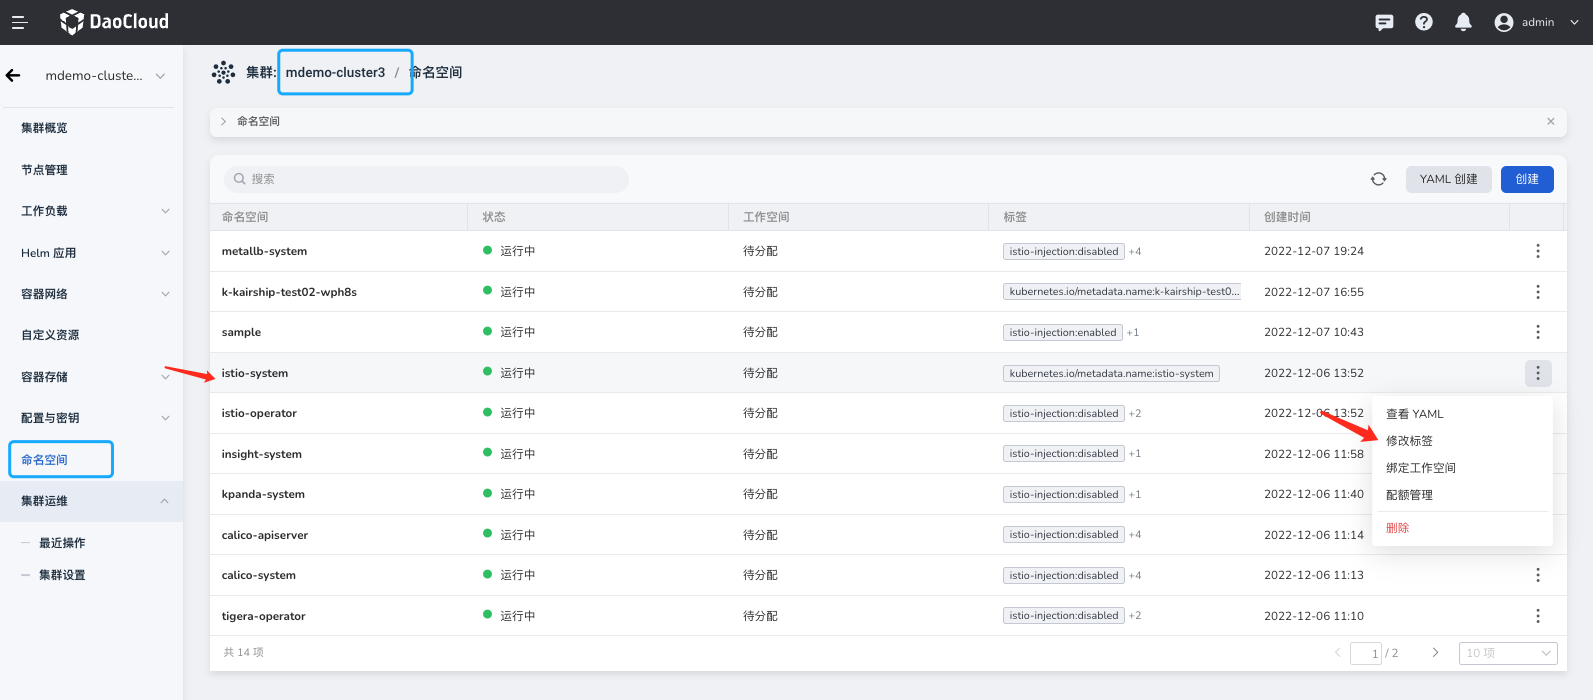 DaoCloud
admin
mdemo-cluste...
集群概览
节点管理
工作负载
Helm 应用
容器网络
自定义资源
容器存储
配置与密钥
命名空间
集群运维
最近操作
集群设置
集群: mdemo-cluster3 / 命名空间
命名空间
搜索
YAML 创建
创建
命名空间 状态 工作空间 标签 创建时间
metallb-system 运行中 待分配 istio-injection:disabled +4 2022-12-07 19:24
k-kairship-test02-wph8s 运行中 待分配 kubernetes.io/metadata.name:k-kairship-test0... 2022-12-07 16:55
sample 运行中 待分配 istio-injection:enabled +1 2022-12-07 10:43
istio-system 运行中 待分配 kubernetes.io/metadata.name:istio-system 2022-12-06 13:52
istio-operator 运行中 待分配 istio-injection:disabled +2 2022-12-06 13:52
insight-system 运行中 待分配 istio-injection:disabled +1 2022-12-06 11:58
kpanda-system 运行中 待分配 istio-injection:disabled +1 2022-12-06 11:40
calico-apiserver 运行中 待分配 istio-injection:disabled +4 2022-12-06 11:14
calico-system 运行中 待分配 istio-injection:disabled +4 2022-12-06 11:13
tigera-operator 运行中 待分配 istio-injection:disabled +2 2022-12-06 11:10
查看 YAML
修改标签
绑定工作空间
配额管理
删除
共 14 项
1 / 2
10 项